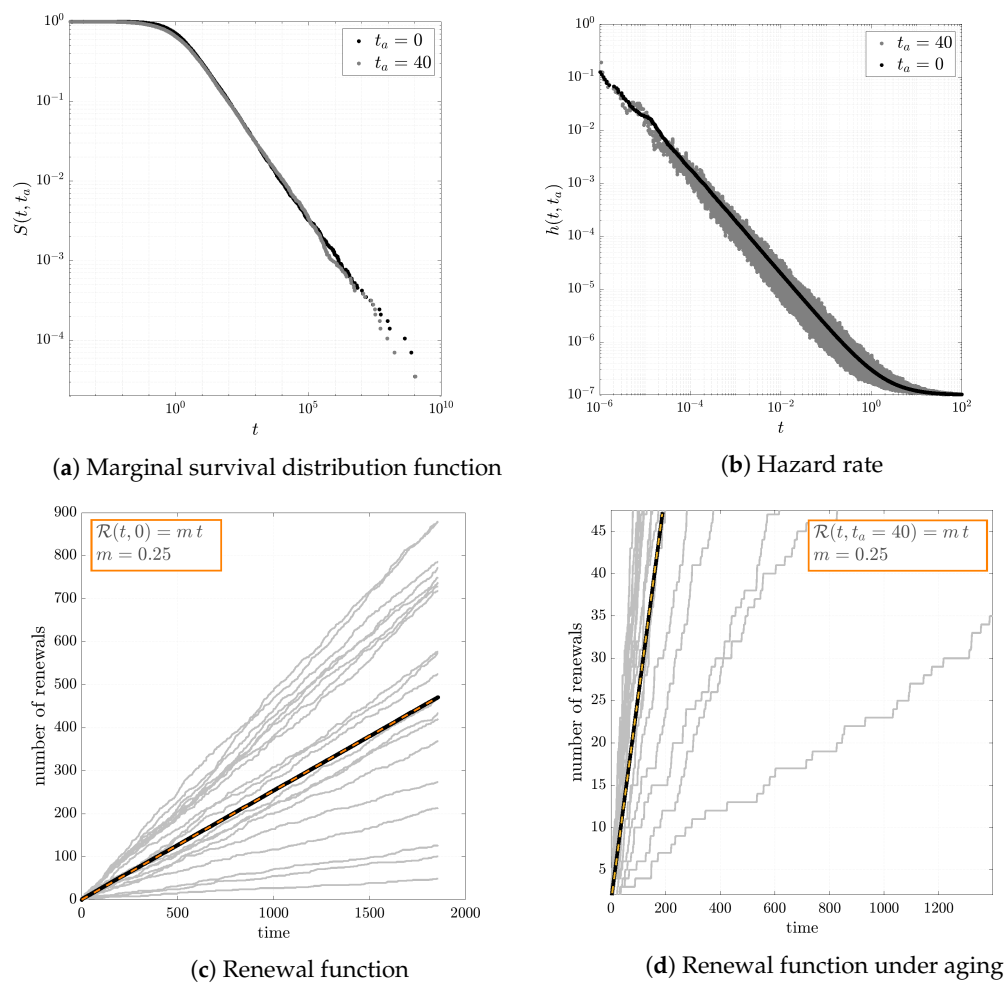 10^0
10^-1
10^-2
10^-3
10^-4
S(t, t_a)
10^0 10^5 10^10
t
t_a = 0
t_a = 40
(a) Marginal survival distribution function
10^0
10^-1
10^-2
10^-3
10^-4
10^-5
10^-6
10^-7
h(t, t_a)
10^-6 10^-4 10^-2 10^0 10^2
t
t_a = 40
t_a = 0
(b) Hazard rate
900
800
700
600
500
400
300
200
100
0
number of renewals
0 500 1000 1500 2000
time
R(t, 0) = m t
m = 0.25
(c) Renewal function
45
40
35
30
25
20
15
10
5
number of renewals
0 200 400 600 800 1000 1200
time
R(t, t_a = 40) = m t
m = 0.25
(d) Renewal function under aging